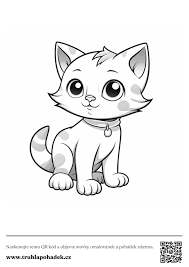 Naskenujte tento QR kód a objevte stovky omalovánek a pohádek zdarma.
www.truhlapohadek.cz